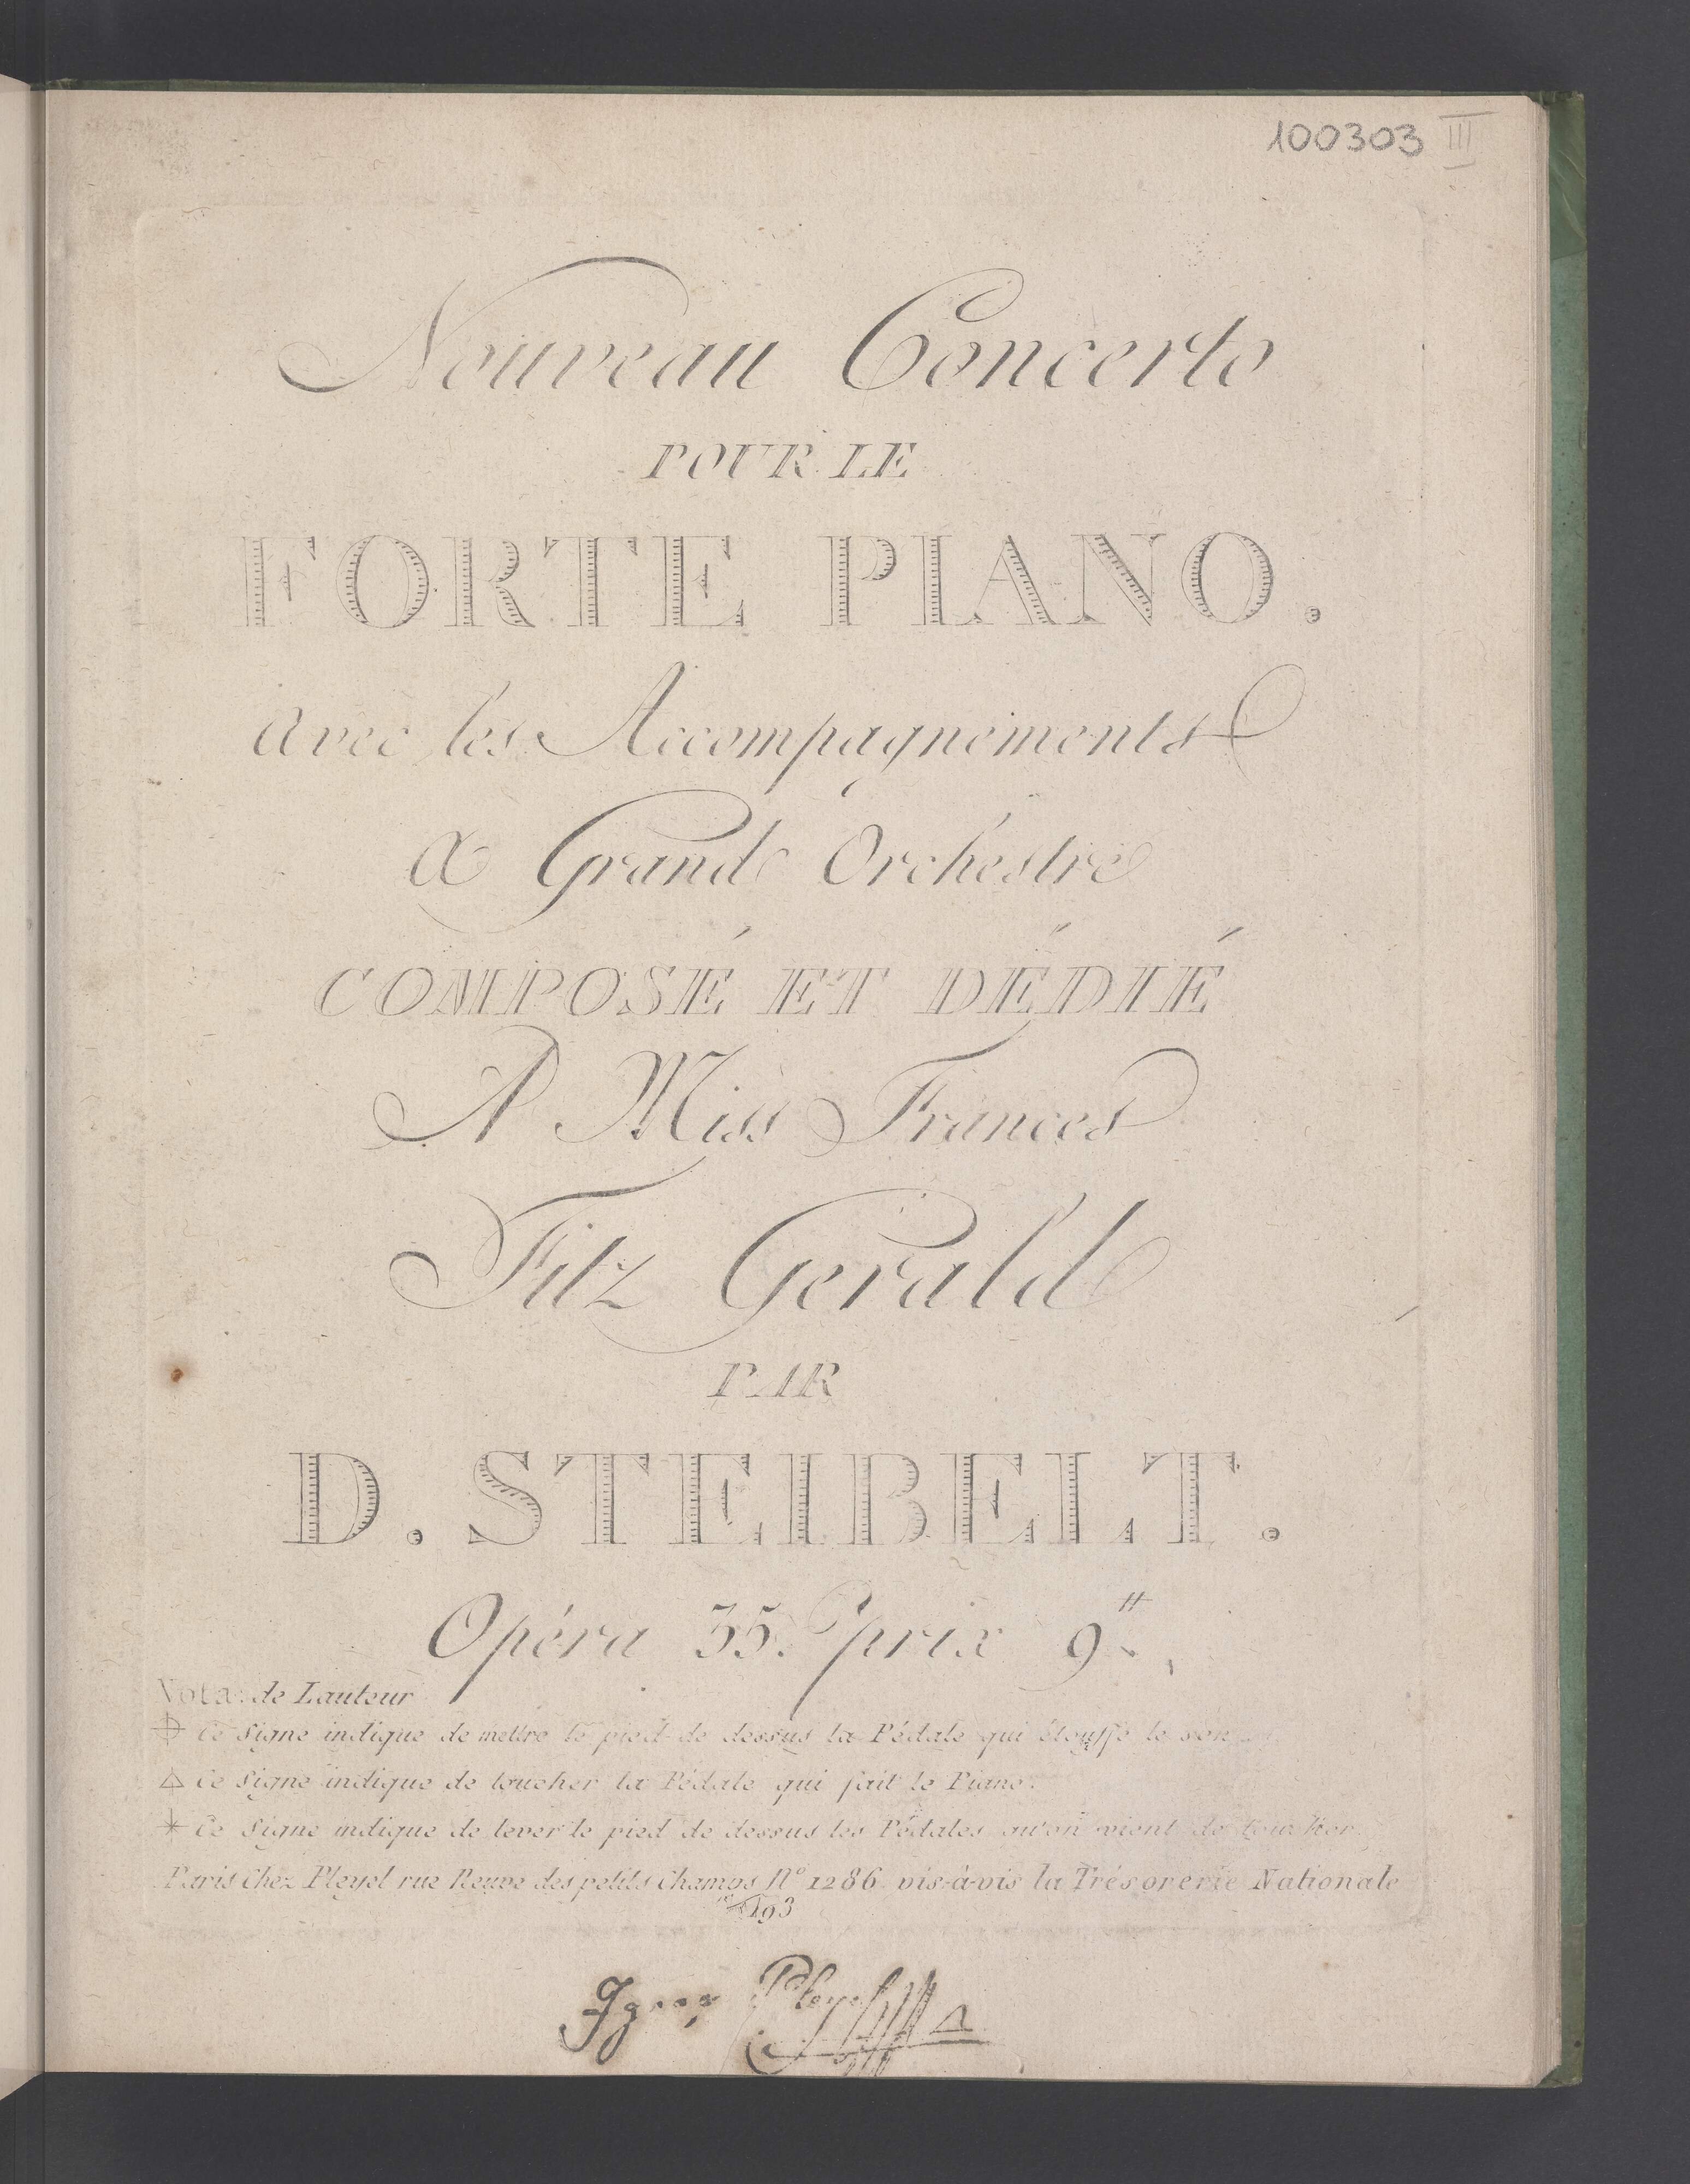 100303 III
Nouveau Concerto
POUR LE
FORTE PIANO.
Avec les Accompagnements
A Grand Orchestre
COMPOSÉ ET DÉDIÉ
A Miss Frances
Fitz Gerald
PAR
D. STEIBELT.
Opéra 35. prix 9.#
Nota: de Lauteur
Ce Signe indique de mettre le pied de dessus la Pédale qui étouffe le son
△ Ce Signe indique de toucher la Pédale qui fait le Piano.
* Ce Signe indique de lever le pied de dessus les Pédales qu'on vient de toucher.
Paris Chez Pleyel rue Neuve des petits Champs N° 1286. vis-à-vis la Trésorerie Nationale
193
Ignace Pleyel